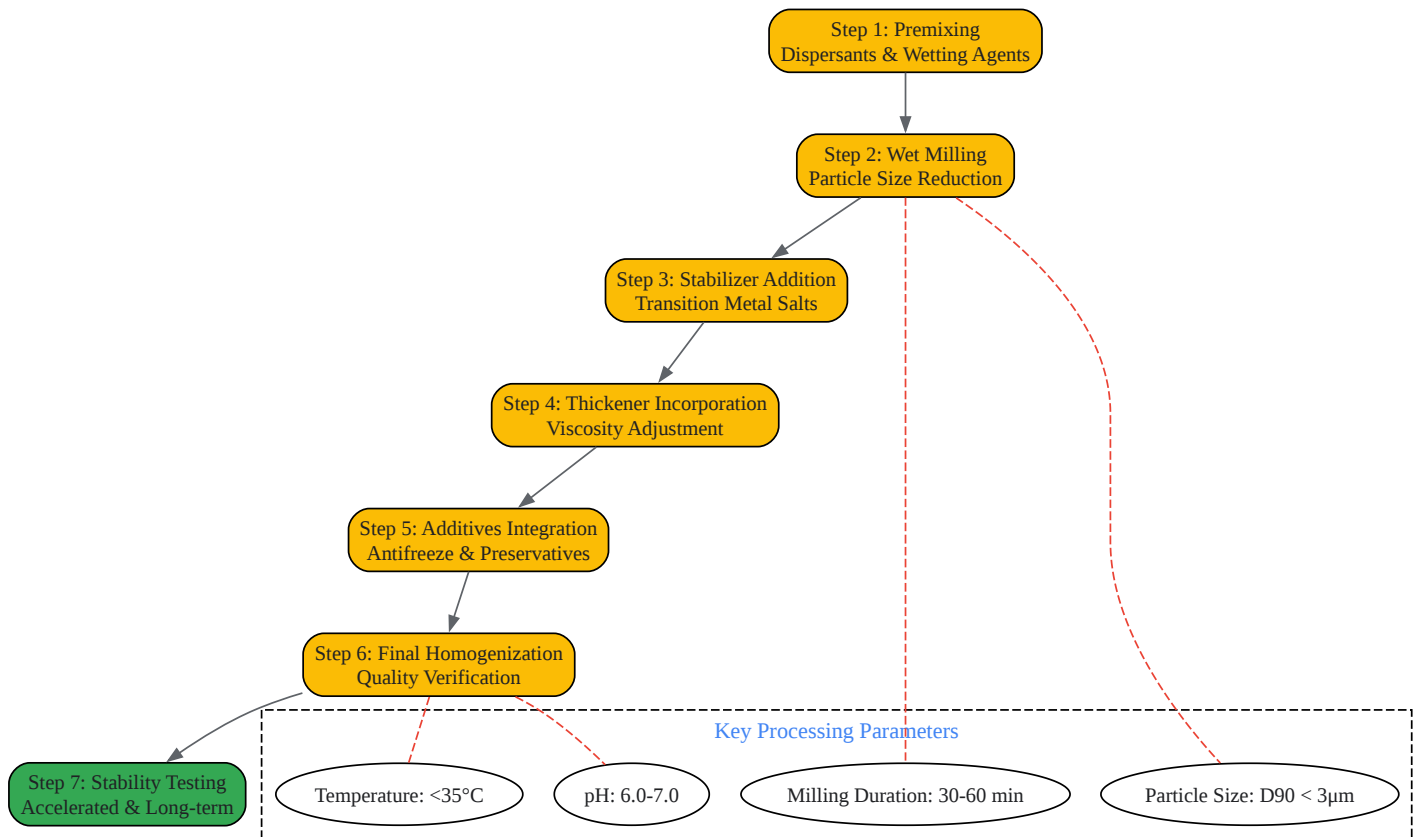 Step 1: Premixing
Dispersants & Wetting Agents
Step 2: Wet Milling
Particle Size Reduction
Step 3: Stabilizer Addition
Transition Metal Salts
Step 4: Thickener Incorporation
Viscosity Adjustment
Step 5: Additives Integration
Antifreeze & Preservatives
Step 6: Final Homogenization
Quality Verification
Key Processing Parameters
Step 7: Stability Testing
Accelerated & Long-term
Temperature: <35°C
pH: 6.0-7.0
Milling Duration: 30-60 min
Particle Size: D90 < 3μm